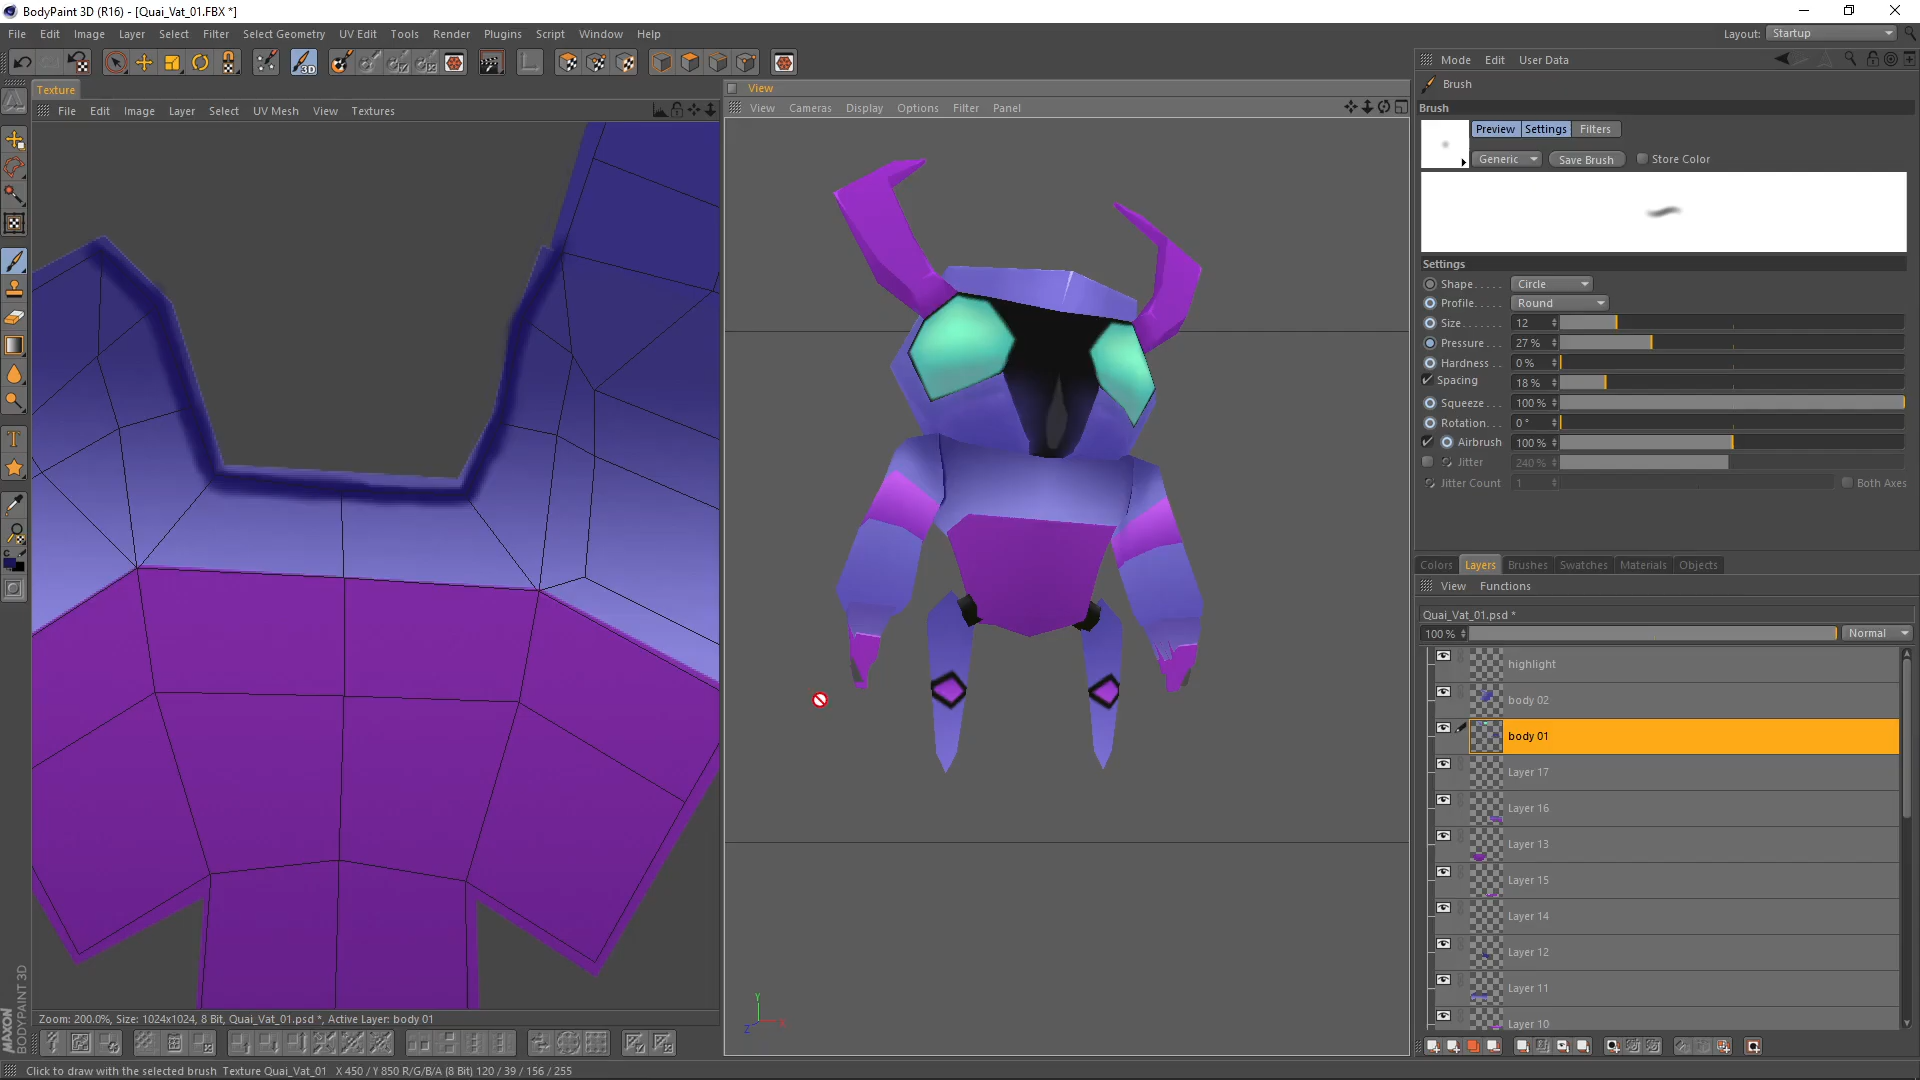 BodyPaint 3D (R16) - [Quai_Vat_01.FBX *]
File Edit Image Layer Select Filter Select Geometry UV Edit Tools Render Plugins Script Window Help
Layout: Startup
Texture
File Edit Image Layer Select UV Mesh View Textures
View
View Cameras Display Options Filter Panel
Y
X
Z
Zoom: 200.0%, Size: 1024x1024, 8 Bit, Quai_Vat_01.psd *, Active Layer: body 01
Mode Edit User Data
Brush
Brush
Preview Settings Filters
Generic Save Brush Store Color
Settings
Shape..... Circle
Profile..... Round
Size....... 12
Pressure... 27 %
Hardness.. 0 %
Spacing 18 %
Squeeze... 100 %
Rotation... 0 °
Airbrush 100 %
Jitter 240 %
Jitter Count 1 Both Axes
Colors Layers Brushes Swatches Materials Objects
View Functions
Quai_Vat_01.psd *
100 % Normal
highlight
body 02
body 01
Layer 17
Layer 16
Layer 13
Layer 15
Layer 14
Layer 12
Layer 11
Layer 10
MAXON
BODYPAINT 3D
Click to draw with the selected brush Texture Quai_Vat_01 X 450 / Y 850 R/G/B/A (8 Bit) 120 / 39 / 156 / 255